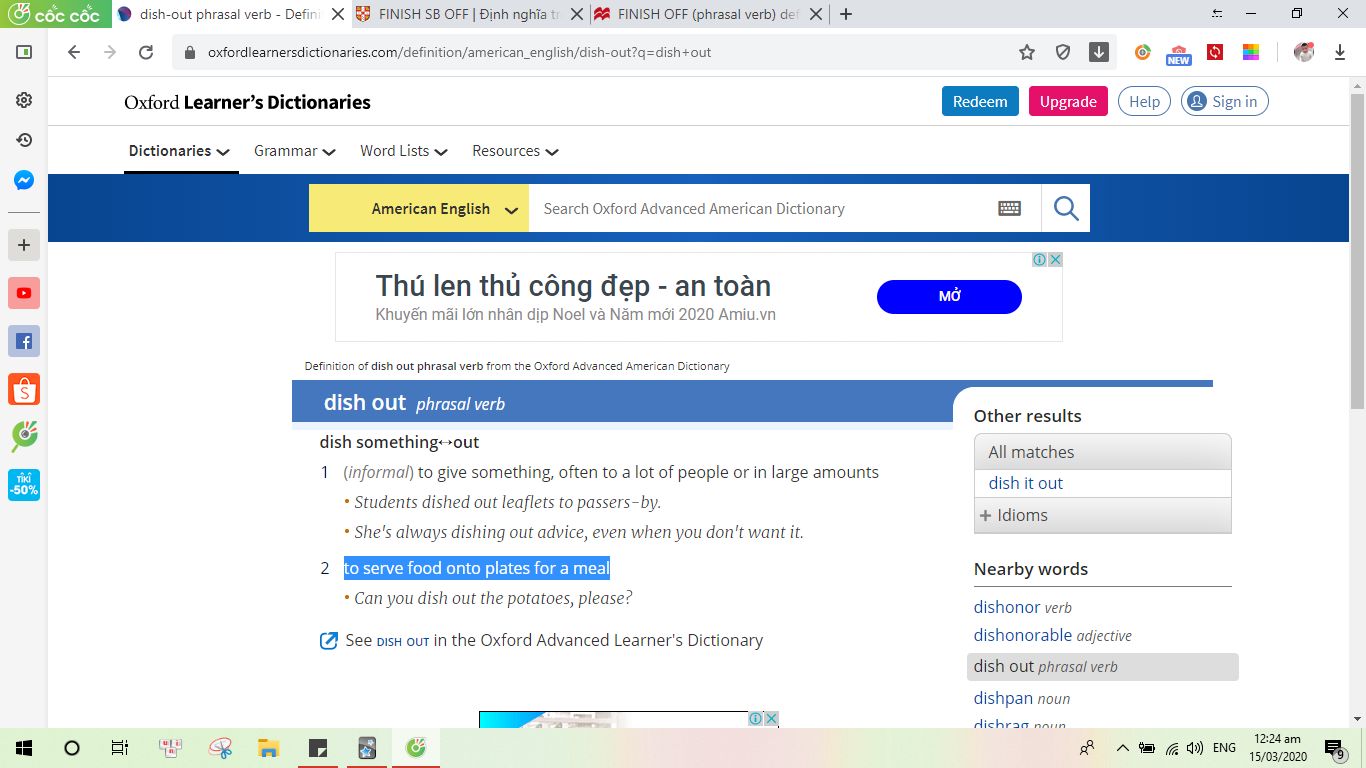 cốc cốc
dish-out phrasal verb - Defini
FINISH SB OFF | Định nghĩa tr
FINISH OFF (phrasal verb) def
oxfordlearnersdictionaries.com/definition/american_english/dish-out?q=dish+out
NEW
Oxford Learner's Dictionaries
Redeem
Upgrade
Help
Sign in
Dictionaries
Grammar
Word Lists
Resources
American English
Search Oxford Advanced American Dictionary
Thú len thủ công đẹp - an toàn
Khuyến mãi lớn nhân dịp Noel và Năm mới 2020 Amiu.vn
MỞ
Definition of dish out phrasal verb from the Oxford Advanced American Dictionary
dish out phrasal verb
dish something↔out
1 (informal) to give something, often to a lot of people or in large amounts
• Students dished out leaflets to passers-by.
• She's always dishing out advice, even when you don't want it.
2 to serve food onto plates for a meal
• Can you dish out the potatoes, please?
See DISH OUT in the Oxford Advanced Learner's Dictionary
Other results
All matches
dish it out
+ Idioms
Nearby words
dishonor verb
dishonorable adjective
dish out phrasal verb
dishpan noun
dishrag noun
TIKI
-50%
ENG
12:24 am
15/03/2020
9